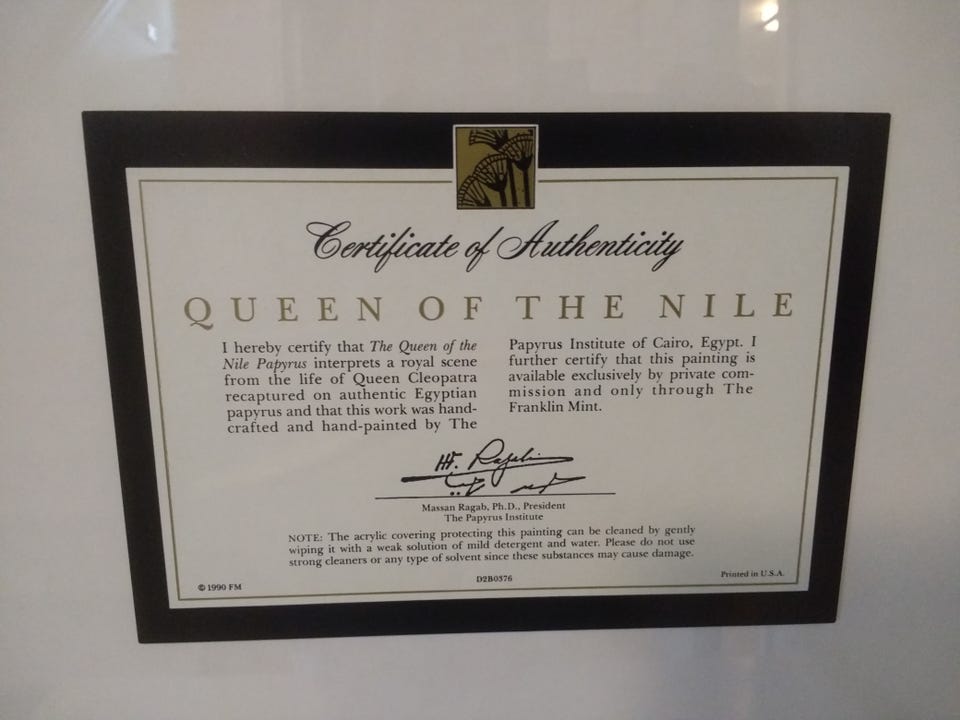 Certificate of Authenticity
QUEEN OF THE NILE
I hereby certify that The Queen of the
Nile Papyrus interprets a royal scene
from the life of Queen Cleopatra
recaptured on authentic Egyptian
papyrus and that this work was hand-
crafted and hand-painted by The
Papyrus Institute of Cairo, Egypt. I
further certify that this painting is
available exclusively by private com-
mission and only through The
Franklin Mint.
Massan Ragab, Ph.D., President
The Papyrus Institute
NOTE: The acrylic covering protecting this painting can be cleaned by gently
wiping it with a weak solution of mild detergent and water. Please do not use
strong cleaners or any type of solvent since these substances may cause damage.
© 1990 FM
D2B0376
Printed in U.S.A.